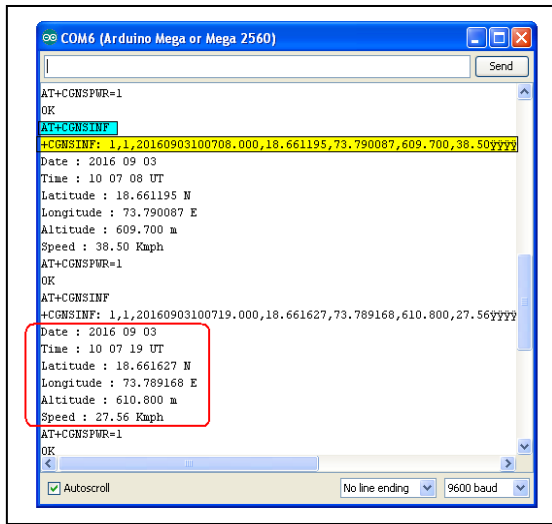 COM6 (Arduino Mega or Mega 2560)
Send
AT+CGNSPWR=1
OK
AT+CGNSINF
+CGNSINF: 1,1,20160903100708.000,18.661195,73.790087,609.700,38.50ÿÿÿÿ
Date : 2016 09 03
Time : 10 07 08 UT
Latitude : 18.661195 N
Longitude : 73.790087 E
Altitude : 609.700 m
Speed : 38.50 Kmph
AT+CGNSPWR=1
OK
AT+CGNSINF
+CGNSINF: 1,1,20160903100719.000,18.661627,73.789168,610.800,27.56ÿÿÿÿ
Date : 2016 09 03
Time : 10 07 19 UT
Latitude : 18.661627 N
Longitude : 73.789168 E
Altitude : 610.800 m
Speed : 27.56 Kmph
AT+CGNSPWR=1
OK
Autoscroll No line ending 9600 baud